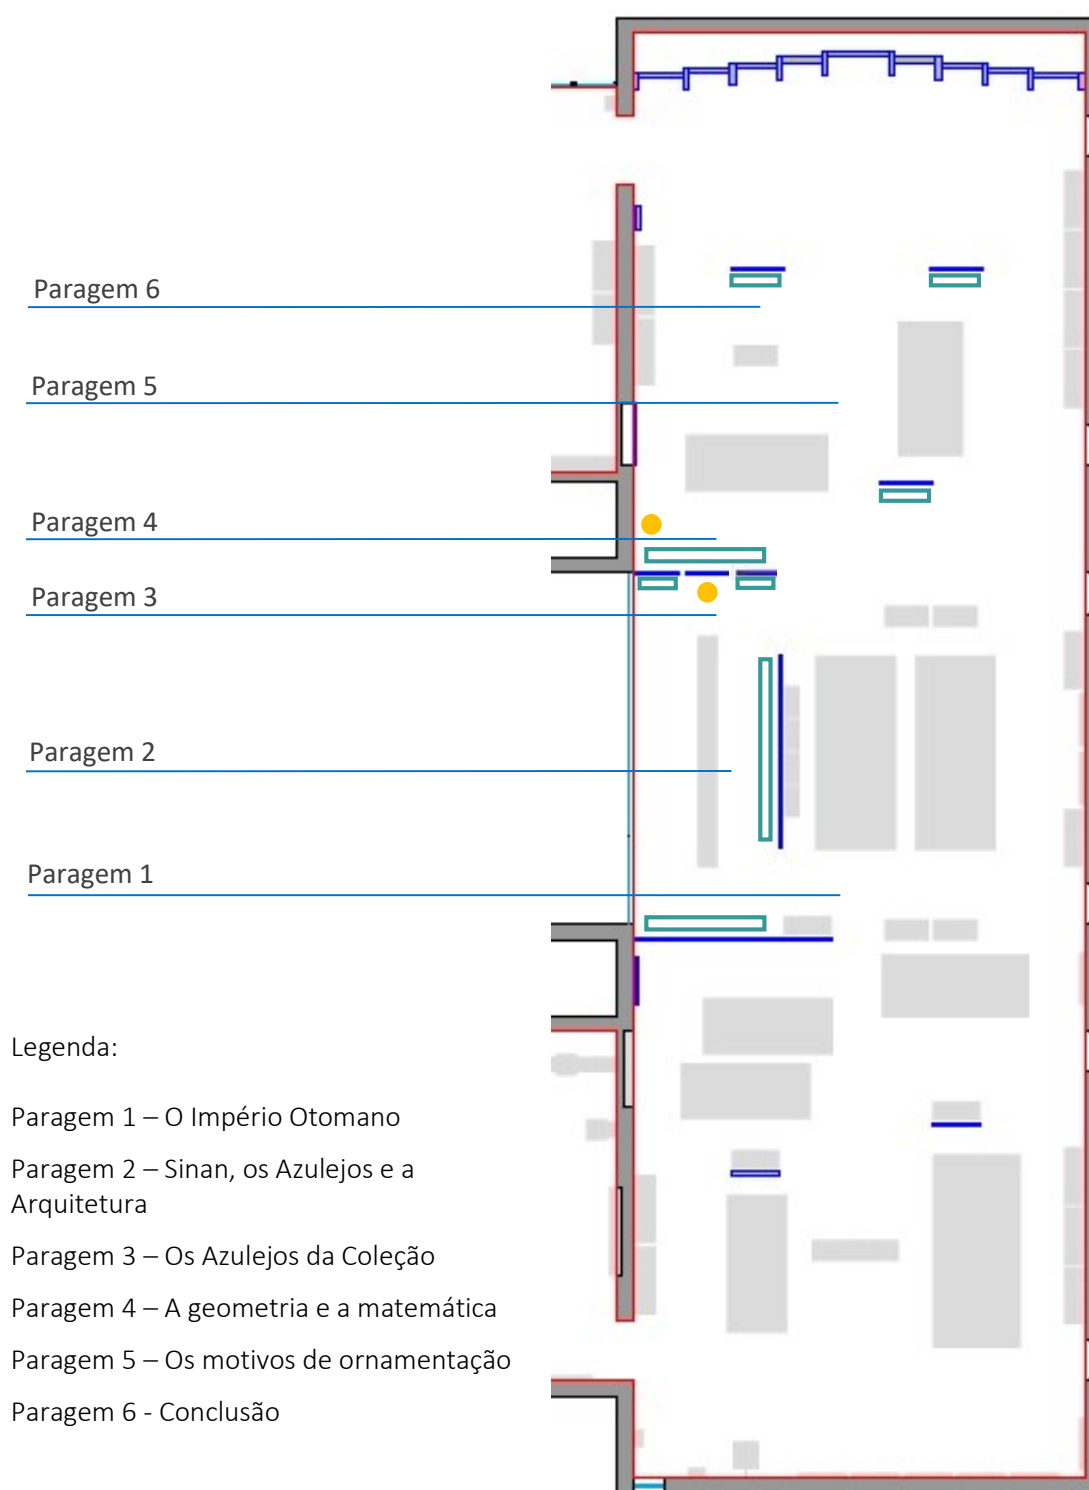 Paragem 6
Paragem 5
Paragem 4
Paragem 3
Paragem 2
Paragem 1
Legenda:
Paragem 1 – O Império Otomano
Paragem 2 – Sinan, os Azulejos e a
Arquitetura
Paragem 3 – Os Azulejos da Coleção
Paragem 4 – A geometria e a matemática
Paragem 5 – Os motivos de ornamentação
Paragem 6 - Conclusão